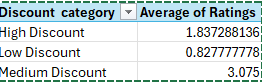 Discount category Average of Ratings
High Discount 1.837288136
Low Discount 0.827777778
Medium Discount 3.075